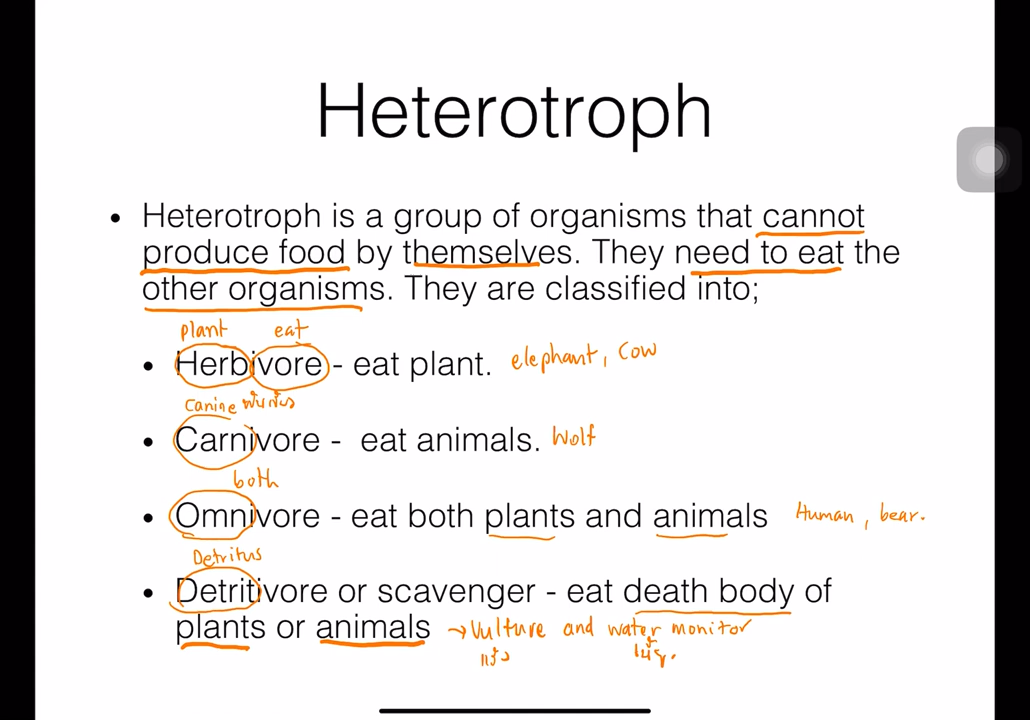 Heterotroph
• Heterotroph is a group of organisms that cannot
produce food by themselves. They need to eat the
other organisms. They are classified into;
plant eat
• Herbivore - eat plant. elephant, cow
Canine
• Carnivore - eat animals. Wolf
both
• Omnivore - eat both plants and animals Human, bear.
Detritus
• Detritivore or scavenger - eat death body of
plants or animals → Vulture and water monitor